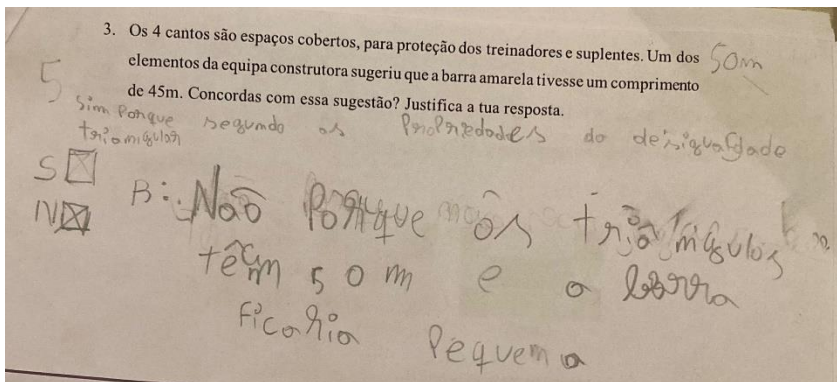 3. Os 4 cantos são espaços cobertos, para proteção dos treinadores e suplentes. Um dos 50m
elementos da equipa construtora sugeriu que a barra amarela tivesse um comprimento
de 45m. Concordas com essa sugestão? Justifica a tua resposta.
5
Sim Porque segundo as Propriedades da desigualdade
triangular
S
N
R: Não Porque os triângulos
têm 50m e a barra
ficaria Pequena